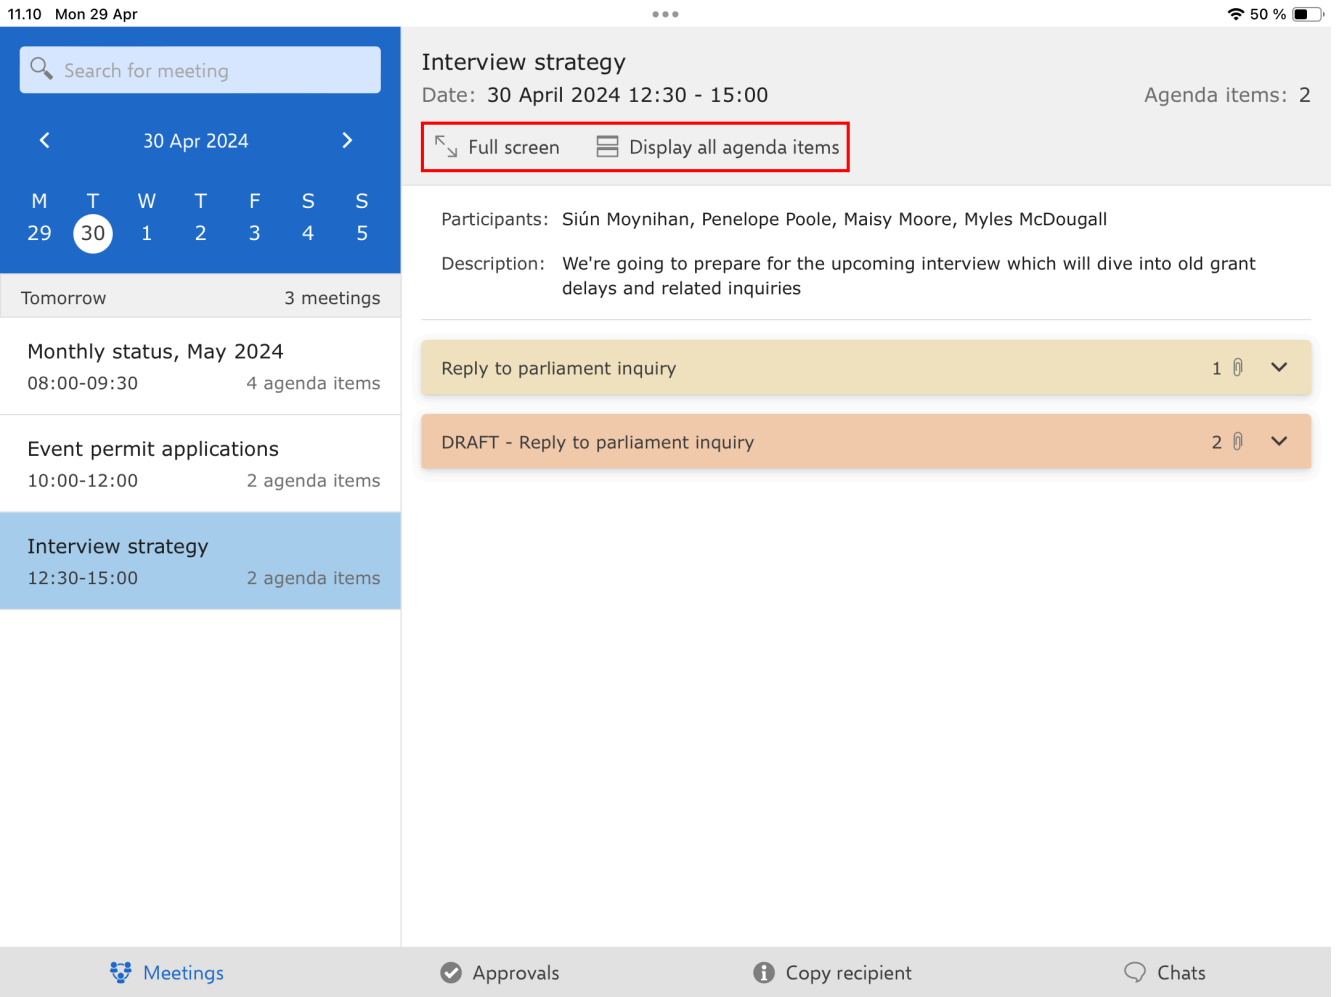 11.10 Mon 29 Apr
50 %
Search for meeting
30 Apr 2024
M T W T F S S
29 30 1 2 3 4 5
Tomorrow 3 meetings
Monthly status, May 2024
08:00-09:30 4 agenda items
Event permit applications
10:00-12:00 2 agenda items
Interview strategy
12:30-15:00 2 agenda items
Interview strategy
Date: 30 April 2024 12:30 - 15:00 Agenda items: 2
Full screen Display all agenda items
Participants: Siún Moynihan, Penelope Poole, Maisy Moore, Myles McDougall
Description: We're going to prepare for the upcoming interview which will dive into old grant
delays and related inquiries
Reply to parliament inquiry 1
DRAFT - Reply to parliament inquiry 2
Meetings Approvals Copy recipient Chats